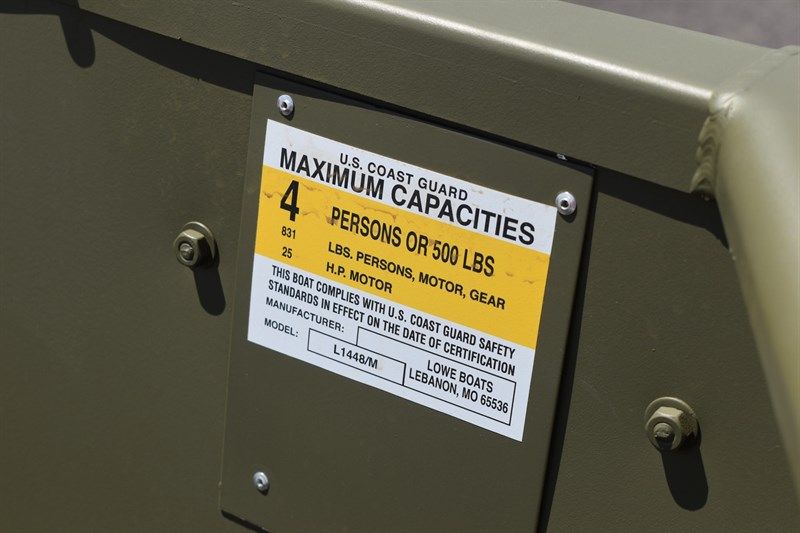 U.S. COAST GUARD
MAXIMUM CAPACITIES
4 PERSONS OR 500 LBS
831 LBS. PERSONS, MOTOR, GEAR
25 H.P. MOTOR
THIS BOAT COMPLIES WITH U.S. COAST GUARD SAFETY
STANDARDS IN EFFECT ON THE DATE OF CERTIFICATION
MANUFACTURER: LOWE BOATS
LEBANON, MO 65536
MODEL: L1448/M